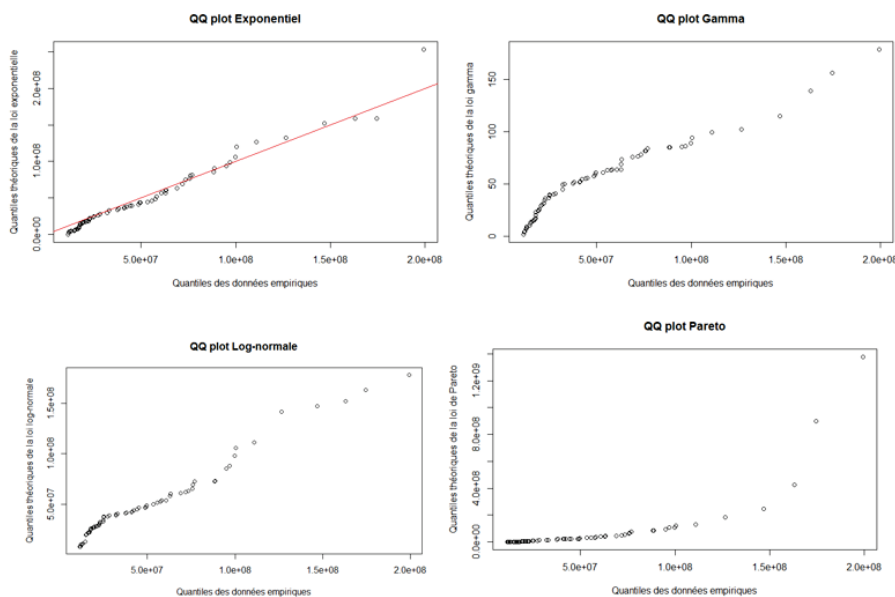 QQ plot Exponentiel
Quantiles théoriques de la loi exponentielle
0.0e+00
1.0e+08
2.0e+08
5.0e+07 1.0e+08 1.5e+08 2.0e+08
Quantiles des données empiriques
QQ plot Gamma
Quantiles théoriques de la loi gamma
0
50
100
150
5.0e+07 1.0e+08 1.5e+08 2.0e+08
Quantiles des données empiriques
QQ plot Log-normale
Quantiles théoriques de la loi log-normale
5.0e+07
1.0e+08
1.5e+08
5.0e+07 1.0e+08 1.5e+08 2.0e+08
Quantiles des données empiriques
QQ plot Pareto
Quantiles théoriques de la loi de Pareto
0.0e+00
4.0e+08
1.2e+09
5.0e+07 1.0e+08 1.5e+08 2.0e+08
Quantiles des données empiriques